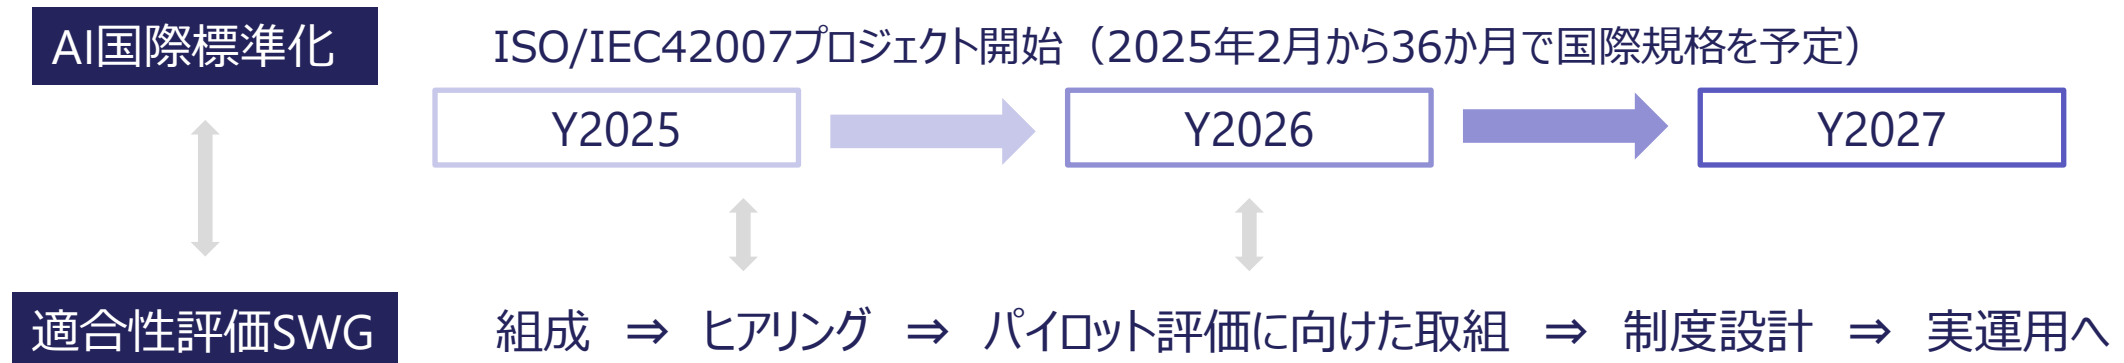 AI国際標準化
ISO/IEC42007プロジェクト開始（2025年2月から36か月で国際規格を予定）
Y2025
Y2026
Y2027
適合性評価SWG
組成 ⇒ ヒアリング ⇒ パイロット評価に向けた取組 ⇒ 制度設計 ⇒ 実運用へ